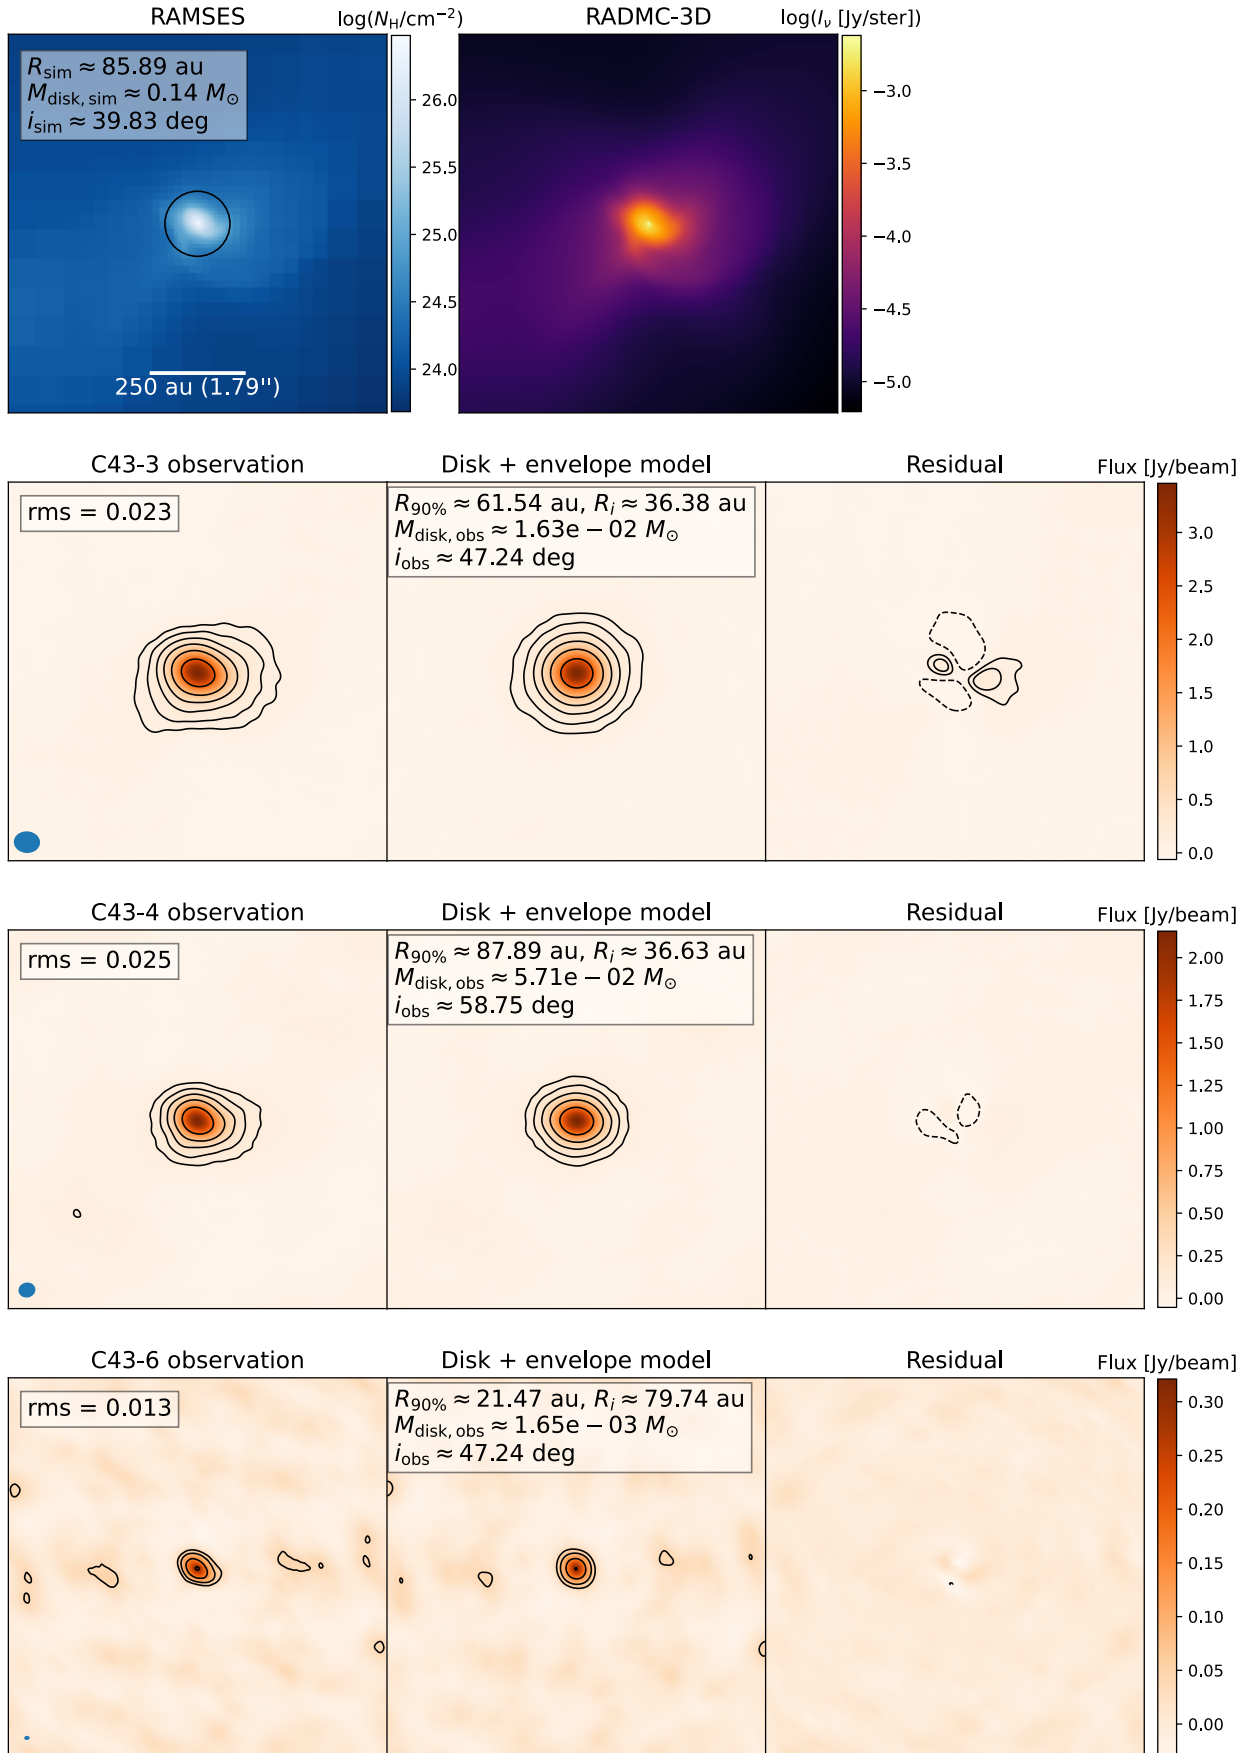 RAMSES
log(N_H/cm⁻²)
RADMC-3D
log(I_ν [Jy/ster])
R_sim ≈ 85.89 au
M_disk, sim ≈ 0.14 M_⊙
i_sim ≈ 39.83 deg
250 au (1.79'')
26.0
25.5
25.0
24.5
24.0
−3.0
−3.5
−4.0
−4.5
−5.0
C43-3 observation
Disk + envelope model
Residual
Flux [Jy/beam]
rms = 0.023
R_90% ≈ 61.54 au, R_i ≈ 36.38 au
M_disk, obs ≈ 1.63e − 02 M_⊙
i_obs ≈ 47.24 deg
3.0
2.5
2.0
1.5
1.0
0.5
0.0
C43-4 observation
Disk + envelope model
Residual
Flux [Jy/beam]
rms = 0.025
R_90% ≈ 87.89 au, R_i ≈ 36.63 au
M_disk, obs ≈ 5.71e − 02 M_⊙
i_obs ≈ 58.75 deg
2.00
1.75
1.50
1.25
1.00
0.75
0.50
0.25
0.00
C43-6 observation
Disk + envelope model
Residual
Flux [Jy/beam]
rms = 0.013
R_90% ≈ 21.47 au, R_i ≈ 79.74 au
M_disk, obs ≈ 1.65e − 03 M_⊙
i_obs ≈ 47.24 deg
0.30
0.25
0.20
0.15
0.10
0.05
0.00